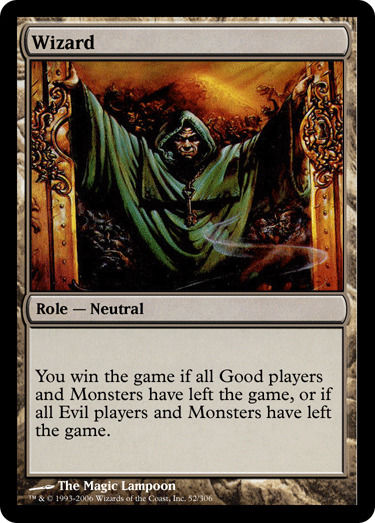 Wizard
Role — Neutral
You win the game if all Good players
and Monsters have left the game, or if
all Evil players and Monsters have left
the game.
The Magic Lampoon
™ & © 1993-2006 Wizards of the Coast, Inc. 52/306